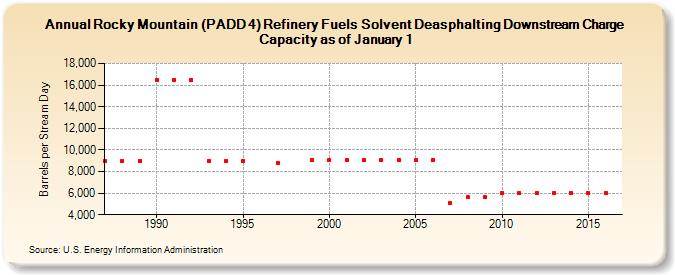 Annual Rocky Mountain (PADD 4) Refinery Fuels Solvent Deasphalting Downstream Charge
Capacity as of January 1
Barrels per Stream Day
18,000
16,000
14,000
12,000
10,000
8,000
6,000
4,000
1990 1995 2000 2005 2010 2015
Source: U.S. Energy Information Administration